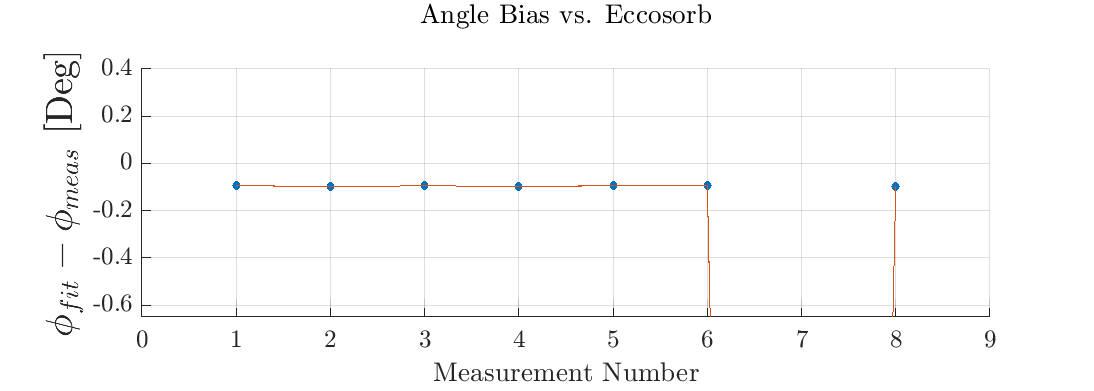 Angle Bias vs. Eccosorb
ϕ_fit − ϕ_meas [Deg]
0.4
0.2
0
-0.2
-0.4
-0.6
0 1 2 3 4 5 6 7 8 9
Measurement Number